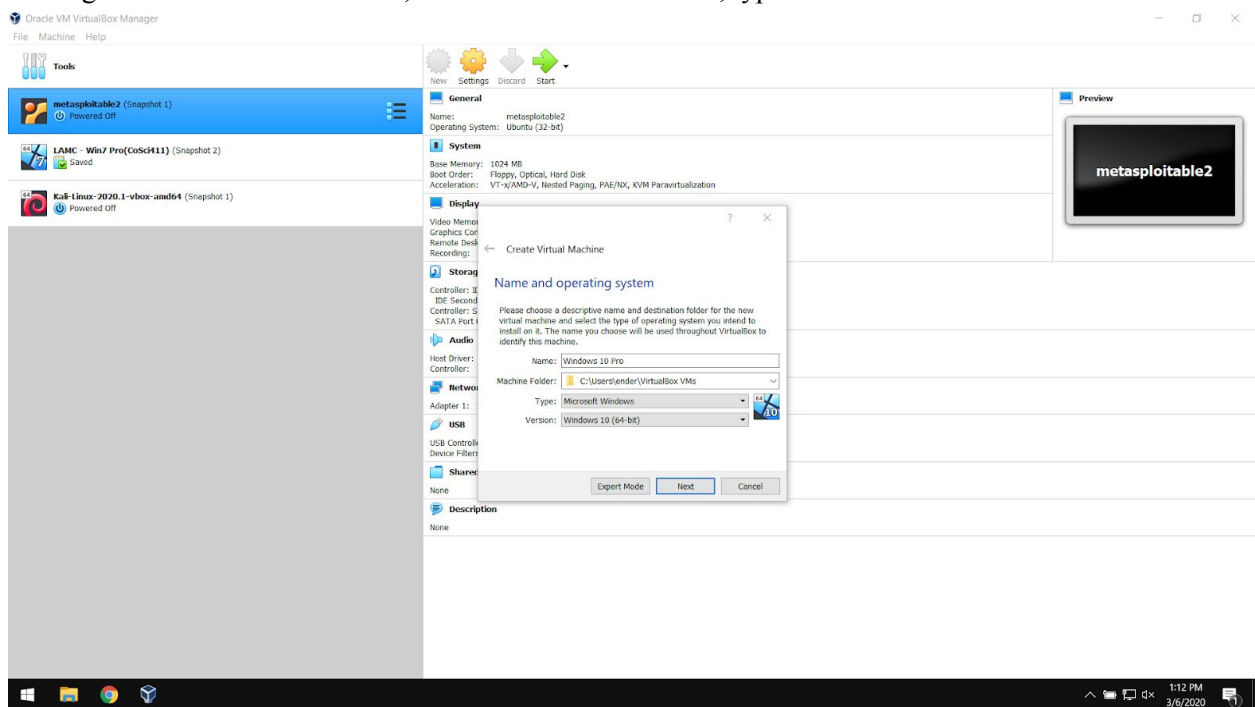 Oracle VM VirtualBox Manager
File Machine Help
Tools
New Settings Discard Start
metasploitable2 (Snapshot 1)
Powered Off
LAMC - Win7 Pro(CoSci411) (Snapshot 2)
Saved
Kali-Linux-2020.1-vbox-amd64 (Snapshot 1)
Powered Off
General
Name: metasploitable2
Operating System: Ubuntu (32-bit)
System
Base Memory: 1024 MB
Boot Order: Floppy, Optical, Hard Disk
Acceleration: VT-x/AMD-V, Nested Paging, PAE/NX, KVM Paravirtualization
Display
Video Memo
Graphics Con
Remote Desk
Recording:
Storag
Controller: I
IDE Second
Controller: S
SATA Port
Audio
Host Driver:
Controller:
Netwo
Adapter 1:
USB
USB Controll
Device Filters
Shared
None
Description
None
Preview
metasploitable2
Create Virtual Machine
Name and operating system
Please choose a descriptive name and destination folder for the new
virtual machine and select the type of operating system you intend to
install on it. The name you choose will be used throughout VirtualBox to
identify this machine.
Name: Windows 10 Pro
Machine Folder: C:\Users\ender\VirtualBox VMs
Type: Microsoft Windows
Version: Windows 10 (64-bit)
64
10
Expert Mode Next Cancel
1:12 PM
3/6/2020